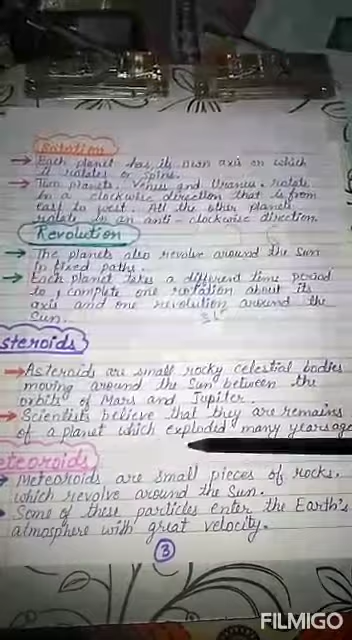 Rotation
→ Each planet has its own axis on which
it rotates or spins.
→ Two planets, Venus and Uranus, rotate
in a clockwise direction that is from
east to west. All the other planets
rotate in an anti-clockwise direction.
Revolution
→ The planets also revolve around the Sun
in fixed paths.
→ Each planet takes a different time period
to complete one rotation about its
axis and one revolution around the
Sun.
steroids
→ Asteroids are small rocky celestial bodies
moving around the Sun between the
orbits of Mars and Jupiter.
→ Scientists believe that they are remains
of a planet which exploded many years ago
eteoroids
→ Meteoroids are small pieces of rocks,
which revolve around the Sun.
Some of these particles enter the Earth's
atmosphere with great velocity.
3
FILMIGO